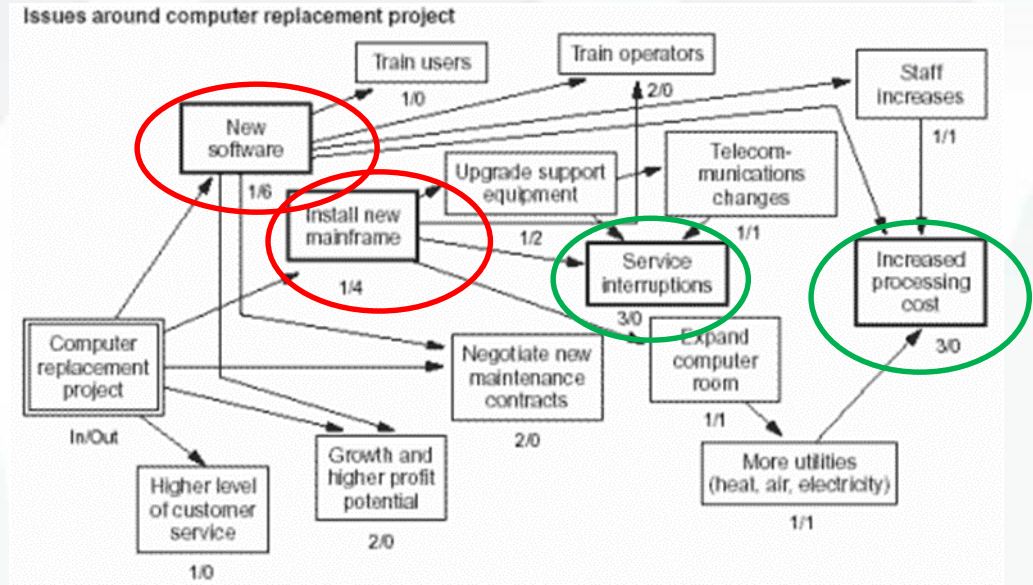 Issues around computer replacement project
Train users
1/0
Train operators
2/0
Staff
increases
1/1
New
software
1/6
Upgrade support
equipment
1/2
Telecom-
munications
changes
1/1
Install new
mainframe
1/4
Service
interruptions
3/0
Increased
processing
cost
3/0
Computer
replacement
project
In/Out
Negotiate new
maintenance
contracts
2/0
Expand
computer
room
1/1
Growth and
higher profit
potential
2/0
More utilities
(heat, air, electricity)
1/1
Higher level
of customer
service
1/0